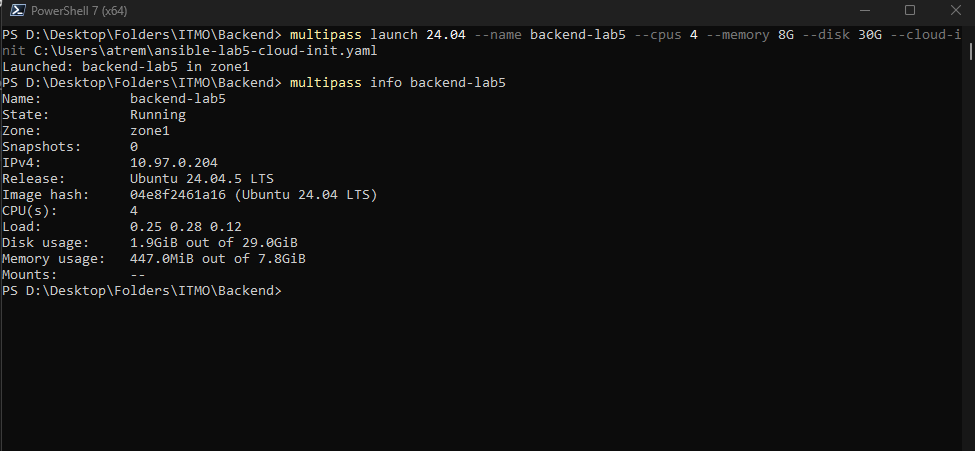 PowerShell 7 (x64)
PS D:\Desktop\Folders\ITMO\Backend> multipass launch 24.04 --name backend-lab5 --cpus 4 --memory 8G --disk 30G --cloud-i
nit C:\Users\atrem\ansible-lab5-cloud-init.yaml
Launched: backend-lab5 in zone1
PS D:\Desktop\Folders\ITMO\Backend> multipass info backend-lab5
Name:           backend-lab5
State:          Running
Zone:           zone1
Snapshots:      0
IPv4:           10.97.0.204
Release:        Ubuntu 24.04.5 LTS
Image hash:     04e8f2461a16 (Ubuntu 24.04 LTS)
CPU(s):         4
Load:           0.25 0.28 0.12
Disk usage:     1.9GiB out of 29.0GiB
Memory usage:   447.0MiB out of 7.8GiB
Mounts:         --
PS D:\Desktop\Folders\ITMO\Backend>